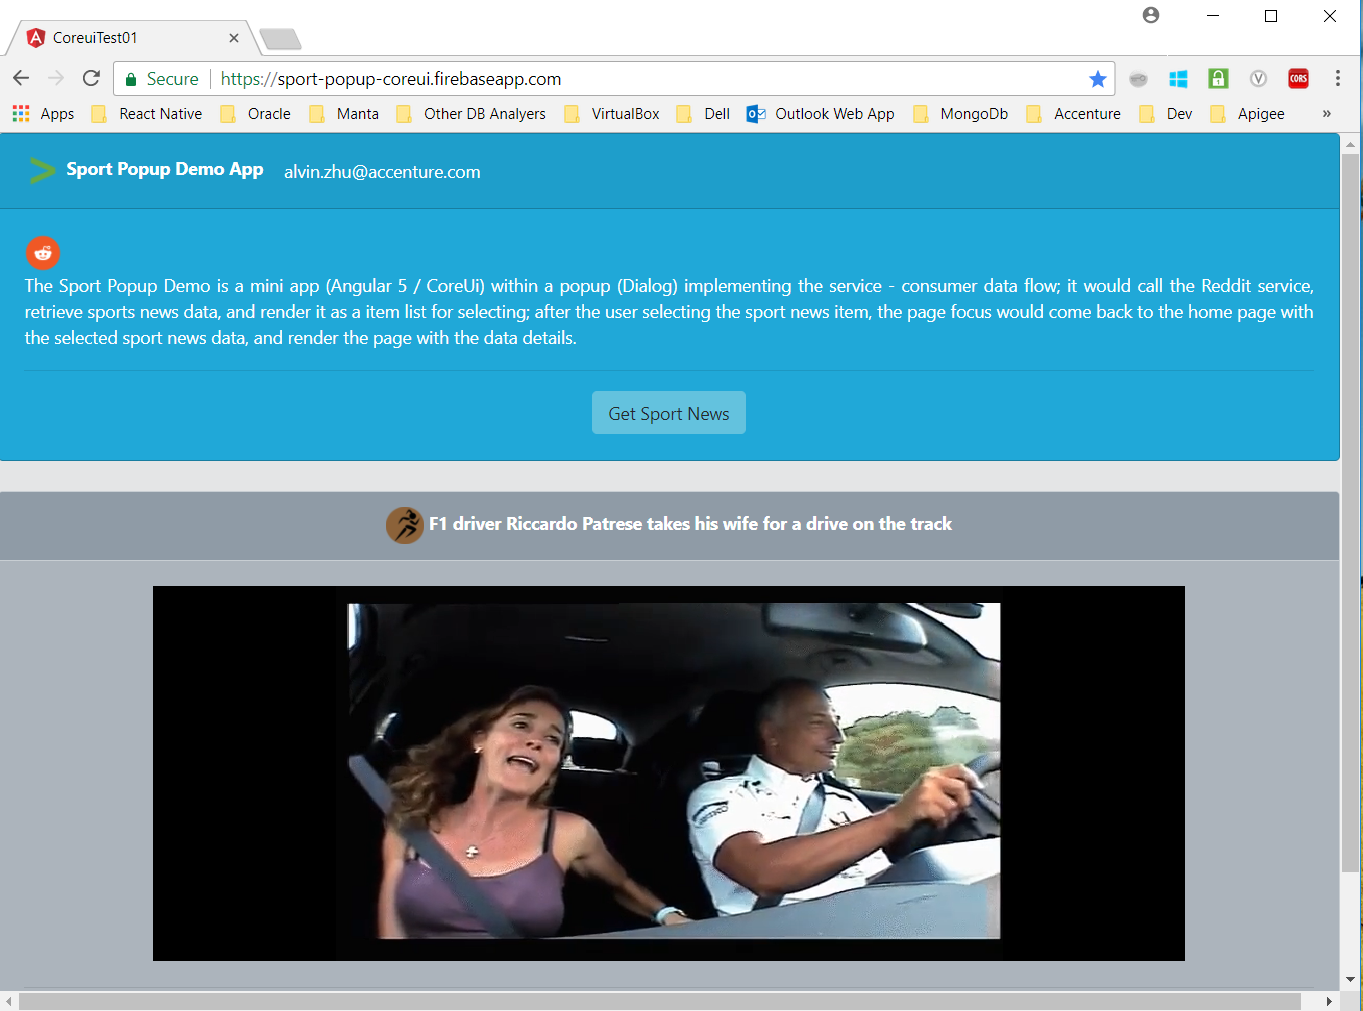 CoreuiTest01
Secure https://sport-popup-coreui.firebaseapp.com CORS
Apps React Native Oracle Manta Other DB Analyers VirtualBox Dell Outlook Web App MongoDb Accenture Dev Apigee »
Sport Popup Demo App alvin.zhu@accenture.com
The Sport Popup Demo is a mini app (Angular 5 / CoreUi) within a popup (Dialog) implementing the service - consumer data flow; it would call the Reddit service,
retrieve sports news data, and render it as a item list for selecting; after the user selecting the sport news item, the page focus would come back to the home page with
the selected sport news data, and render the page with the data details.
Get Sport News
F1 driver Riccardo Patrese takes his wife for a drive on the track